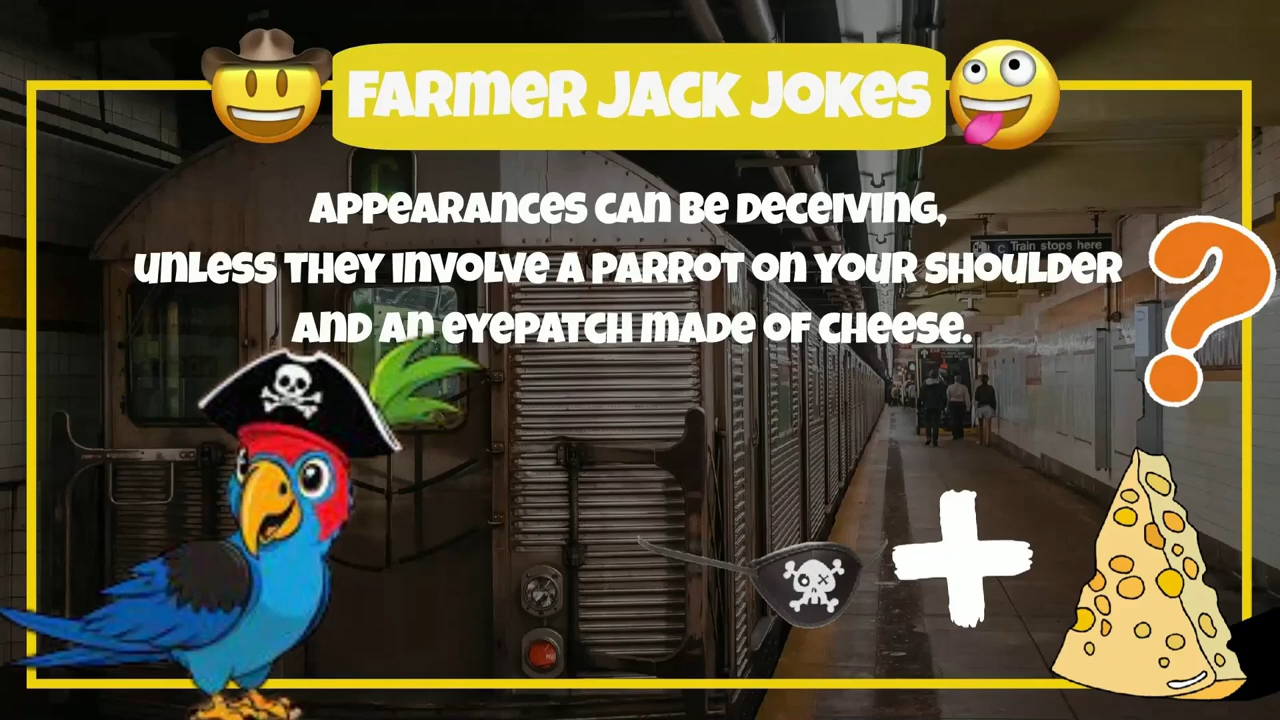 FARMER JACK JOKES
APPEARANCES CAN BE DECEIVING,
UNLESS THEY INVOLVE A PARROT ON YOUR SHOULDER
AND AN EYEPATCH MADE OF CHEESE.
C Train stops here
C
?
+